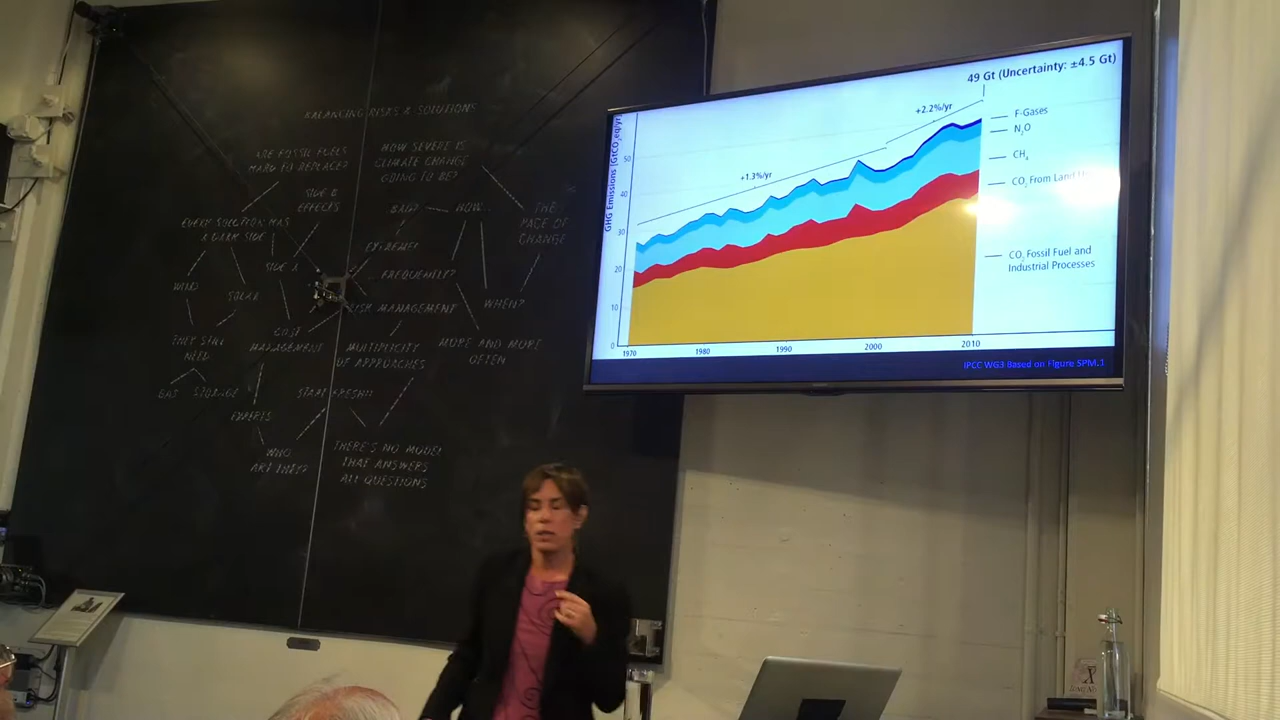 BALANCING RISKS & SOLUTIONS
ARE FOSSIL FUELS
HARD TO REPLACE?
HOW SEVERE IS
CLIMATE CHANGE
GOING TO BE?
SIDE B
EFFECTS
EVERY SOLUTION HAS
A DARK SIDE
BAD?
HOW...
THE
PACE OF
CHANGE
EXTREME?
SIDE A
FREQUENTLY?
WIND
SOLAR
RISK MANAGEMENT
WHEN?
COST
MANAGEMENT
THEY STILL
NEED
MULTIPLICITY
OF APPROACHES
MORE AND MORE
OFTEN
STORAGE
START FRESH!!
EXPERTS
WHO
ARE THEY?
THERE'S NO MODEL
THAT ANSWERS
ALL QUESTIONS
49 Gt (Uncertainty: ±4.5 Gt)
GHG Emissions [GtCO2eq/yr]
50
40
30
20
10
0
+1.3%/yr
+2.2%/yr
F-Gases
N2O
CH4
CO2 From Land
CO2 Fossil Fuel and
Industrial Processes
1970
1980
1990
2000
2010
IPCC WG3 Based on Figure SPM.1